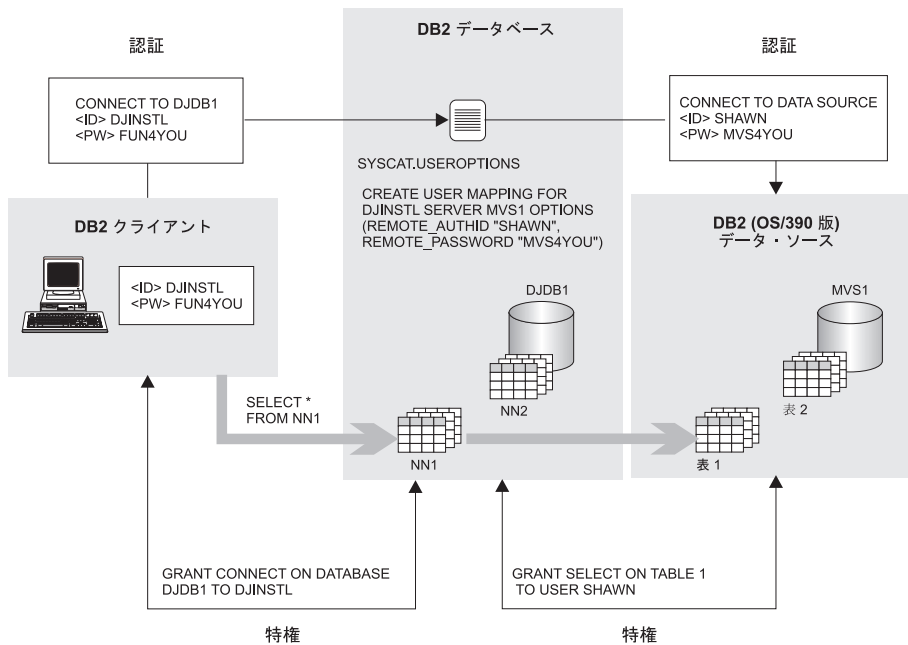 DB2 データベース
認証
認証
CONNECT TO DJDB1
<ID> DJINSTL
<PW> FUN4YOU
CONNECT TO DATA SOURCE
<ID> SHAWN
<PW> MVS4YOU
SYSCAT.USEROPTIONS
CREATE USER MAPPING FOR
DJINSTL SERVER MVS1 OPTIONS
(REMOTE_AUTHID "SHAWN",
REMOTE_PASSWORD "MVS4YOU")
DB2 クライアント
<ID> DJINSTL
<PW> FUN4YOU
DB2 (OS/390 版)
データ・ソース
DJDB1
MVS1
NN2
表 2
SELECT *
FROM NN1
NN1
表 1
GRANT CONNECT ON DATABASE
DJDB1 TO DJINSTL
GRANT SELECT ON TABLE 1
TO USER SHAWN
特権
特権